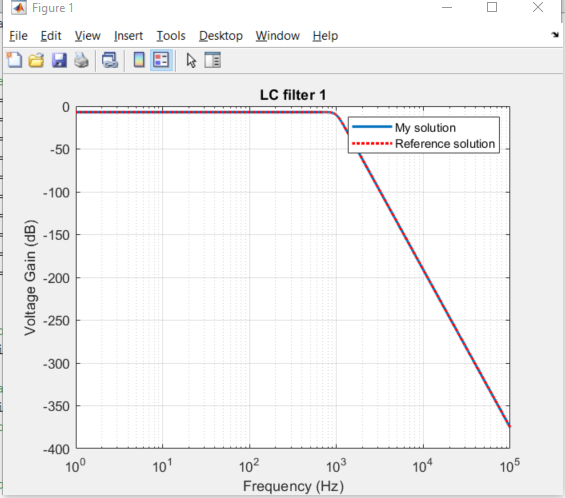 Figure 1
File Edit View Insert Tools Desktop Window Help
LC filter 1
My solution
Reference solution
0
-50
-100
-150
-200
-250
-300
-350
-400
Voltage Gain (dB)
10^0 10^1 10^2 10^3 10^4 10^5
Frequency (Hz)